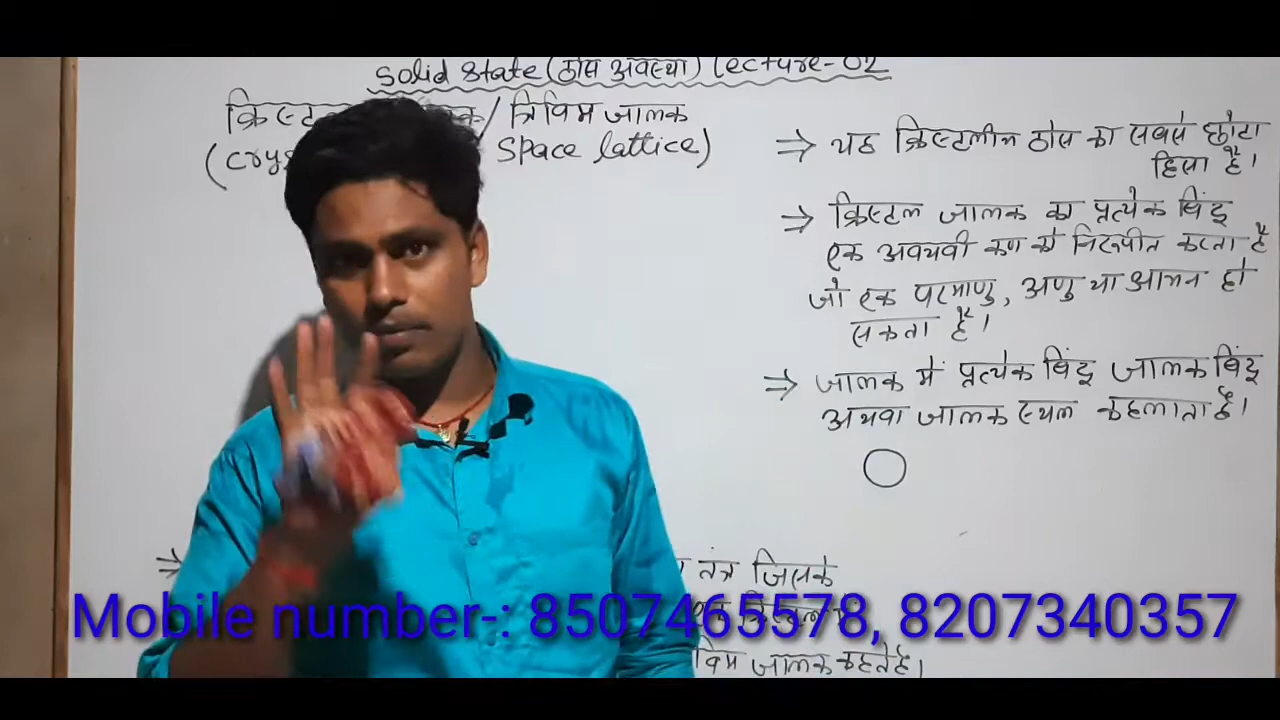 Solid State (ठोस अवस्था) Lecture-02
/ त्रिविम जालक
Space lattice)
⇒ यह क्रिस्टलीन ठोस का सबसे छोटा
हिसा है।
⇒ क्रिस्टल जालक का प्रत्येक बिंदु
एक अवयवी कण को निरूपीत करता है
जो एक परमाणु, अणु या आयन हो
सकता है।
⇒ जालक में प्रत्येक बिंदु जालक बिंदु
अथवा जालक स्थल कहलाता है।
⇒ तंत्र जिसके
जालक कहते है।
Mobile number-: 8507465578, 8207340357